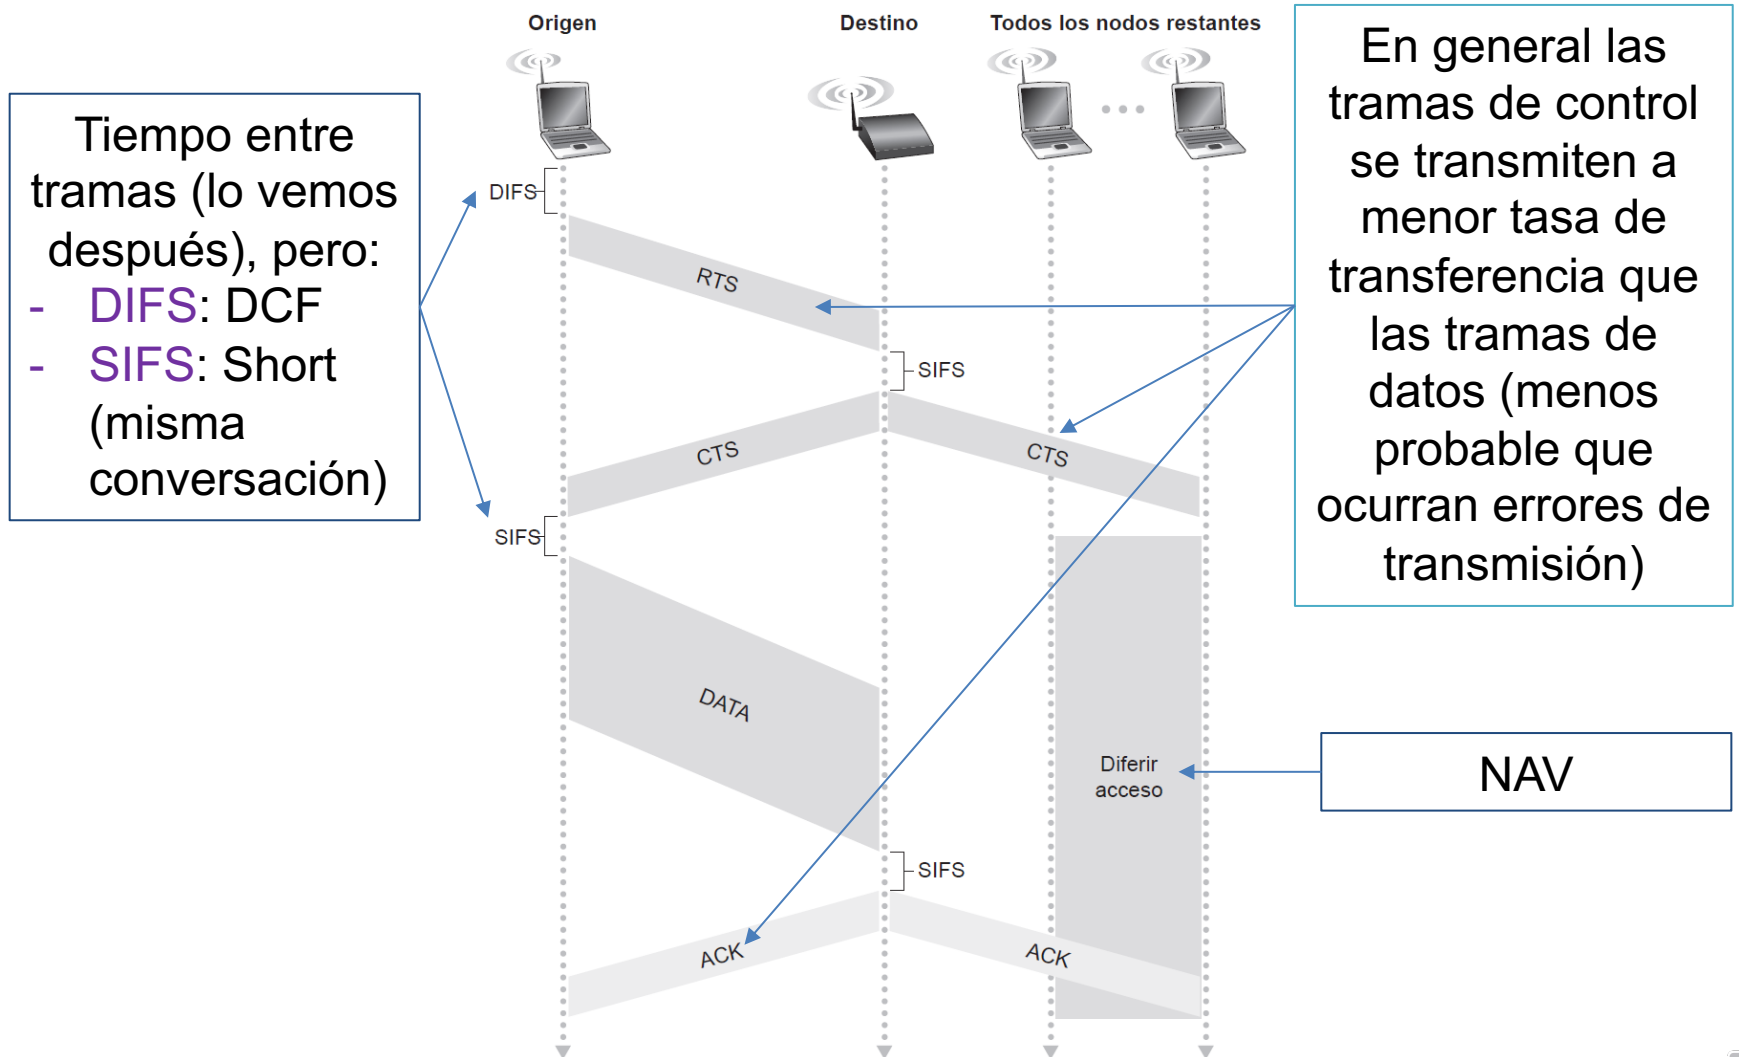 Origen
Destino
Todos los nodos restantes
Tiempo entre
tramas (lo vemos
después), pero:
- DIFS: DCF
- SIFS: Short
(misma
conversación)
En general las
tramas de control
se transmiten a
menor tasa de
transferencia que
las tramas de
datos (menos
probable que
ocurran errores de
transmisión)
DIFS
RTS
SIFS
CTS
CTS
SIFS
DATA
Diferir
acceso
NAV
SIFS
ACK
ACK